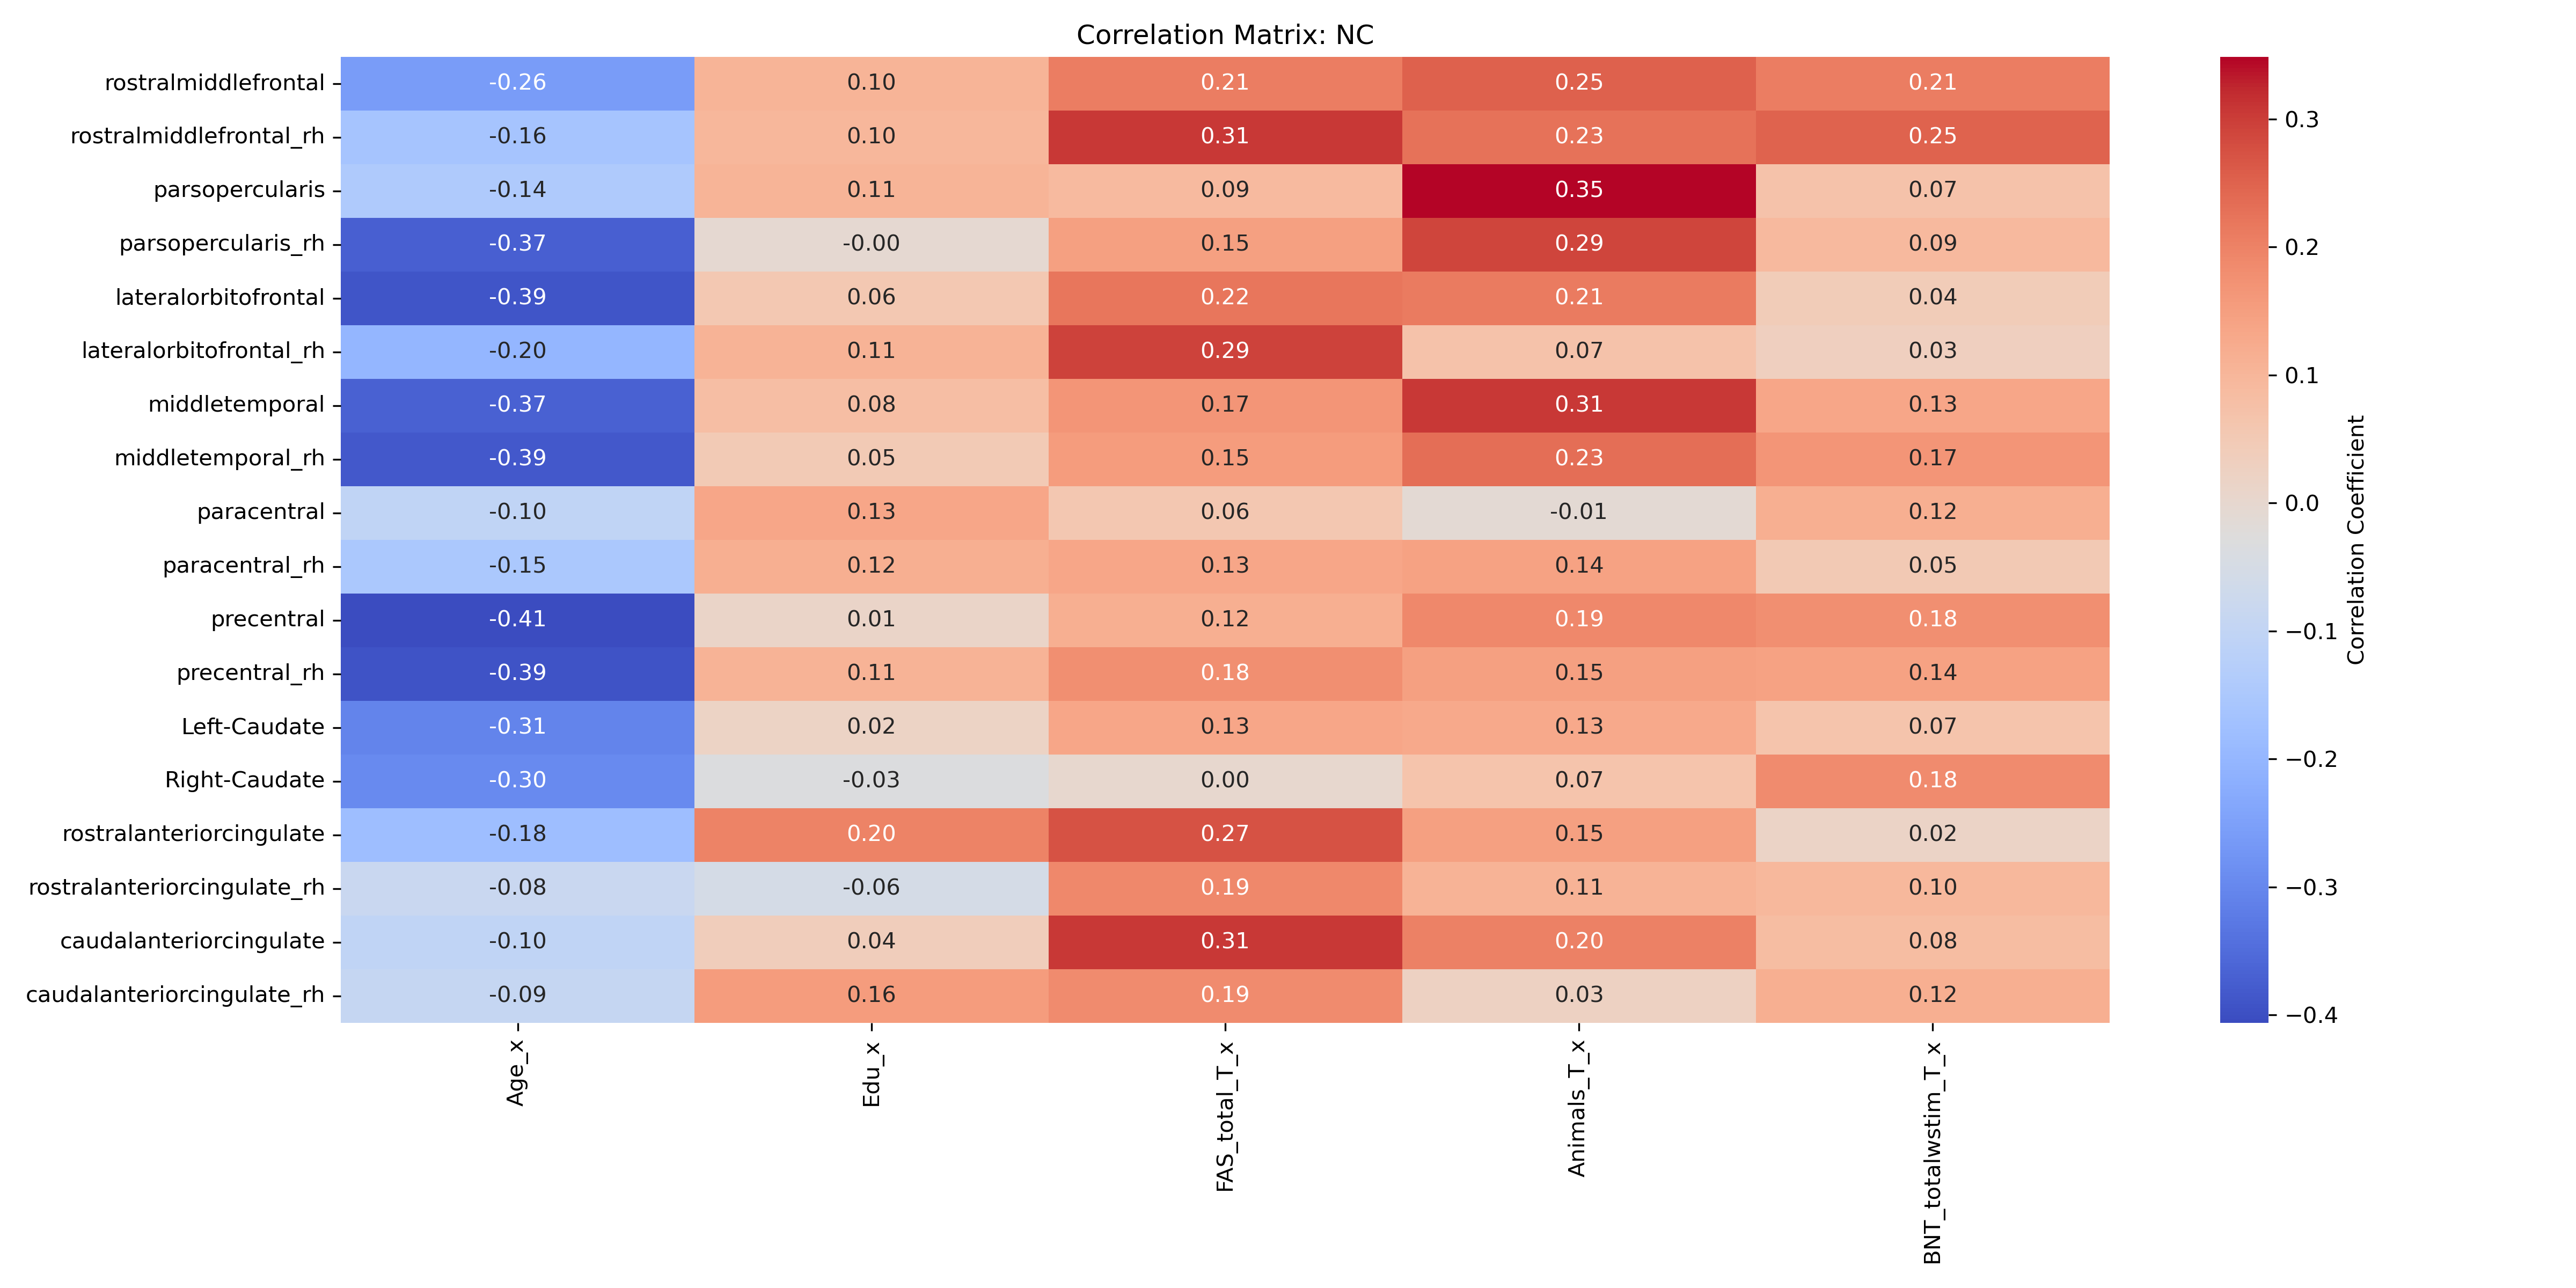 Correlation Matrix: NC
rostralmiddlefrontal -0.26 0.10 0.21 0.25 0.21
rostralmiddlefrontal_rh -0.16 0.10 0.31 0.23 0.25
parsopercularis -0.14 0.11 0.09 0.35 0.07
parsopercularis_rh -0.37 -0.00 0.15 0.29 0.09
lateralorbitofrontal -0.39 0.06 0.22 0.21 0.04
lateralorbitofrontal_rh -0.20 0.11 0.29 0.07 0.03
middletemporal -0.37 0.08 0.17 0.31 0.13
middletemporal_rh -0.39 0.05 0.15 0.23 0.17
paracentral -0.10 0.13 0.06 -0.01 0.12
paracentral_rh -0.15 0.12 0.13 0.14 0.05
precentral -0.41 0.01 0.12 0.19 0.18
precentral_rh -0.39 0.11 0.18 0.15 0.14
Left-Caudate -0.31 0.02 0.13 0.13 0.07
Right-Caudate -0.30 -0.03 0.00 0.07 0.18
rostralanteriorcingulate -0.18 0.20 0.27 0.15 0.02
rostralanteriorcingulate_rh -0.08 -0.06 0.19 0.11 0.10
caudalanteriorcingulate -0.10 0.04 0.31 0.20 0.08
caudalanteriorcingulate_rh -0.09 0.16 0.19 0.03 0.12
Age_x
Edu_x
FAS_total_T_x
Animals_T_x
BNT_totalwstim_T_x
0.3
0.2
0.1
0.0
−0.1
−0.2
−0.3
−0.4
Correlation Coefficient